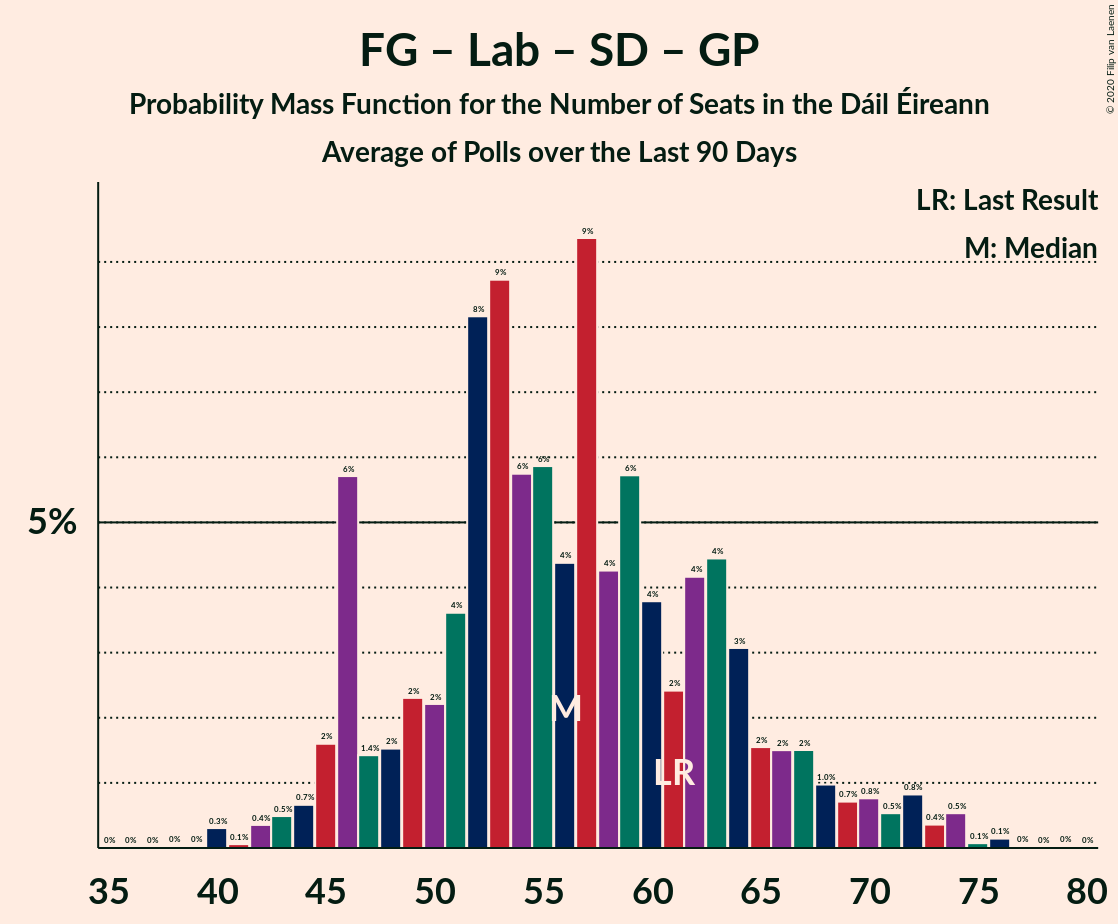 © 2020 Filip van Laenen
FG – Lab – SD – GP
Probability Mass Function for the Number of Seats in the Dáil Éireann
Average of Polls over the Last 90 Days
LR: Last Result
M: Median
5%
0% 0% 0% 0% 0% 0.3% 0.1% 0.4% 0.5% 0.7% 2% 6% 1.4% 2% 2% 2% 4% 8% 9% 6% 6% 4% 9% 4% 6% 4% 2% 4% 4% 3% 2% 2% 2% 1.0% 0.7% 0.8% 0.5% 0.8% 0.4% 0.5% 0.1% 0.1% 0% 0% 0% 0%
M
LR
35 40 45 50 55 60 65 70 75 80